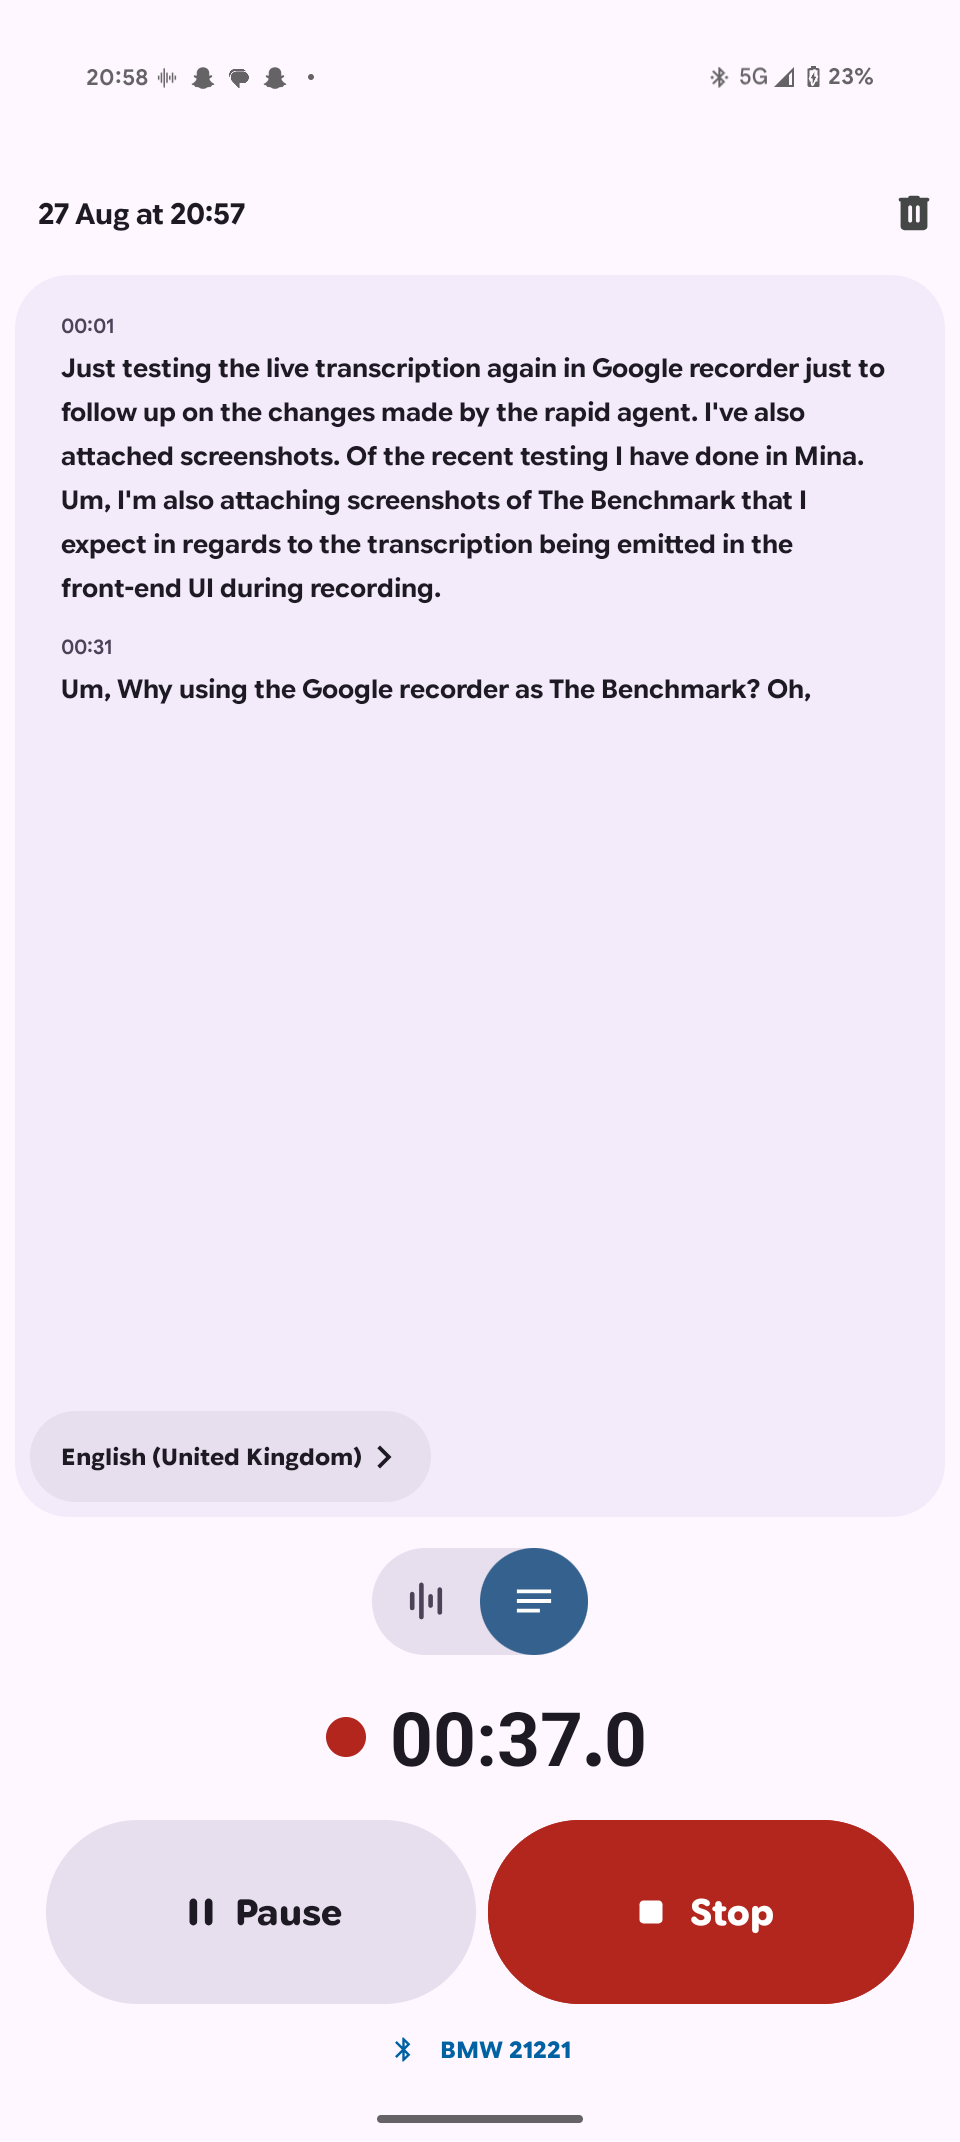 20:58
5G 23%
27 Aug at 20:57
00:01
Just testing the live transcription again in Google recorder just to
follow up on the changes made by the rapid agent. I've also
attached screenshots. Of the recent testing I have done in Mina.
Um, I'm also attaching screenshots of The Benchmark that I
expect in regards to the transcription being emitted in the
front-end UI during recording.
00:31
Um, Why using the Google recorder as The Benchmark? Oh,
English (United Kingdom)
00:37.0
Pause
Stop
BMW 21221